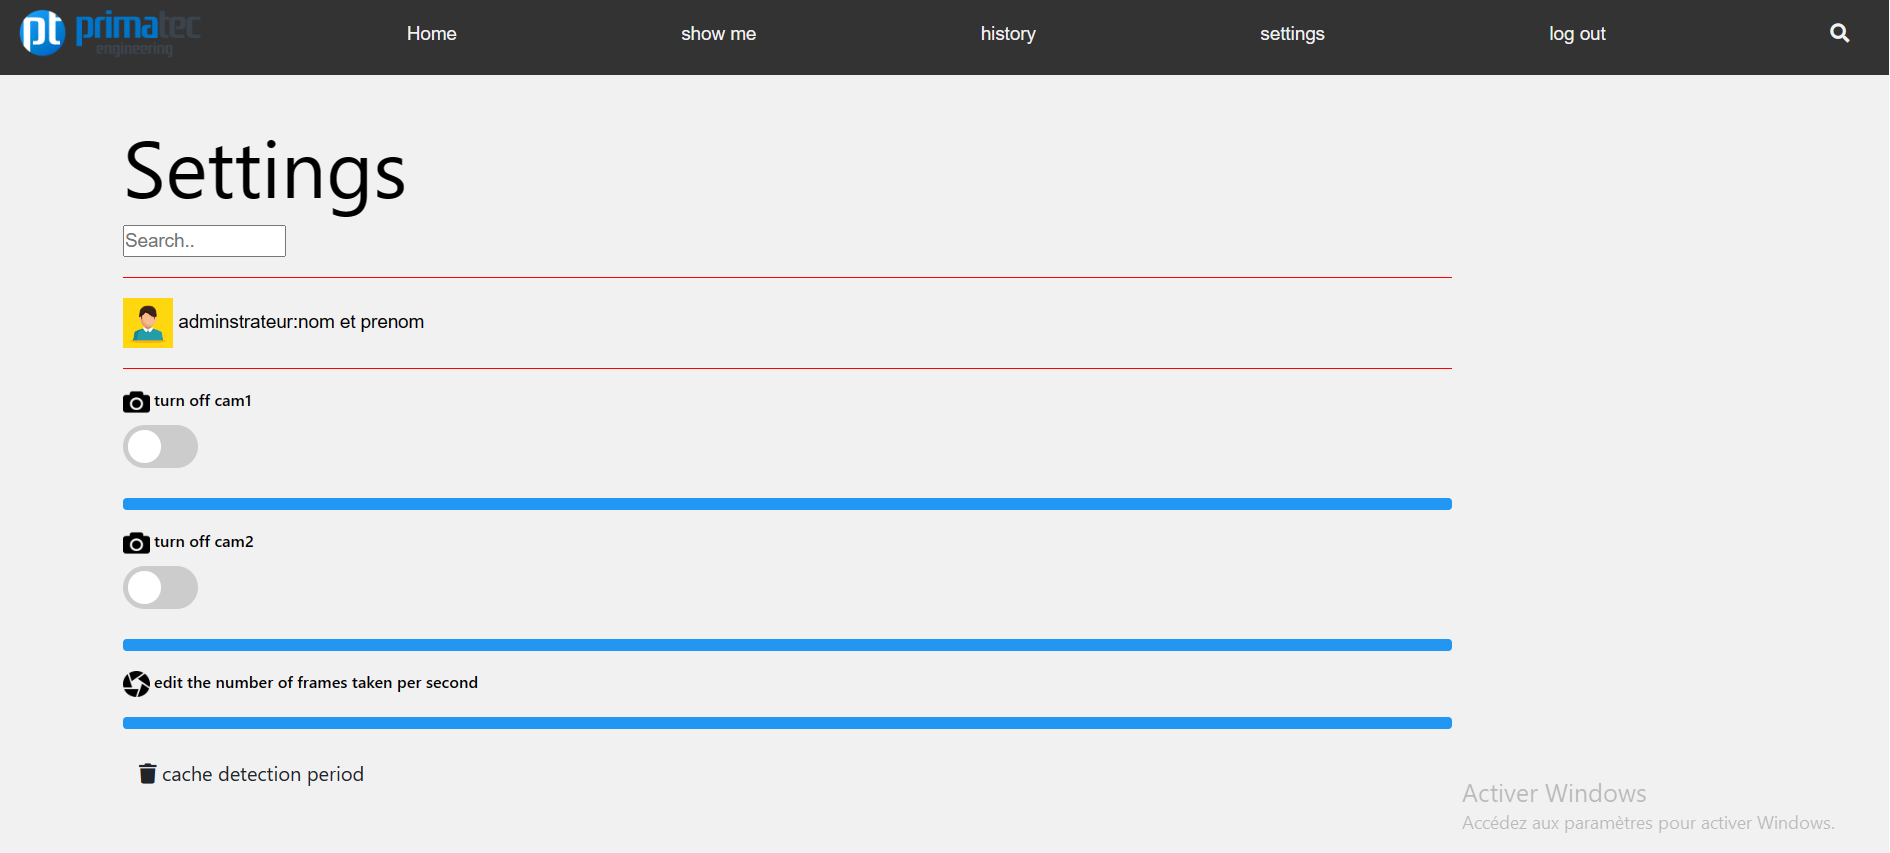 pt primatec
engineering
Home show me history settings log out
Settings
Search..
adminstrateur:nom et prenom
turn off cam1
turn off cam2
edit the number of frames taken per second
cache detection period
Activer Windows
Accédez aux paramètres pour activer Windows.